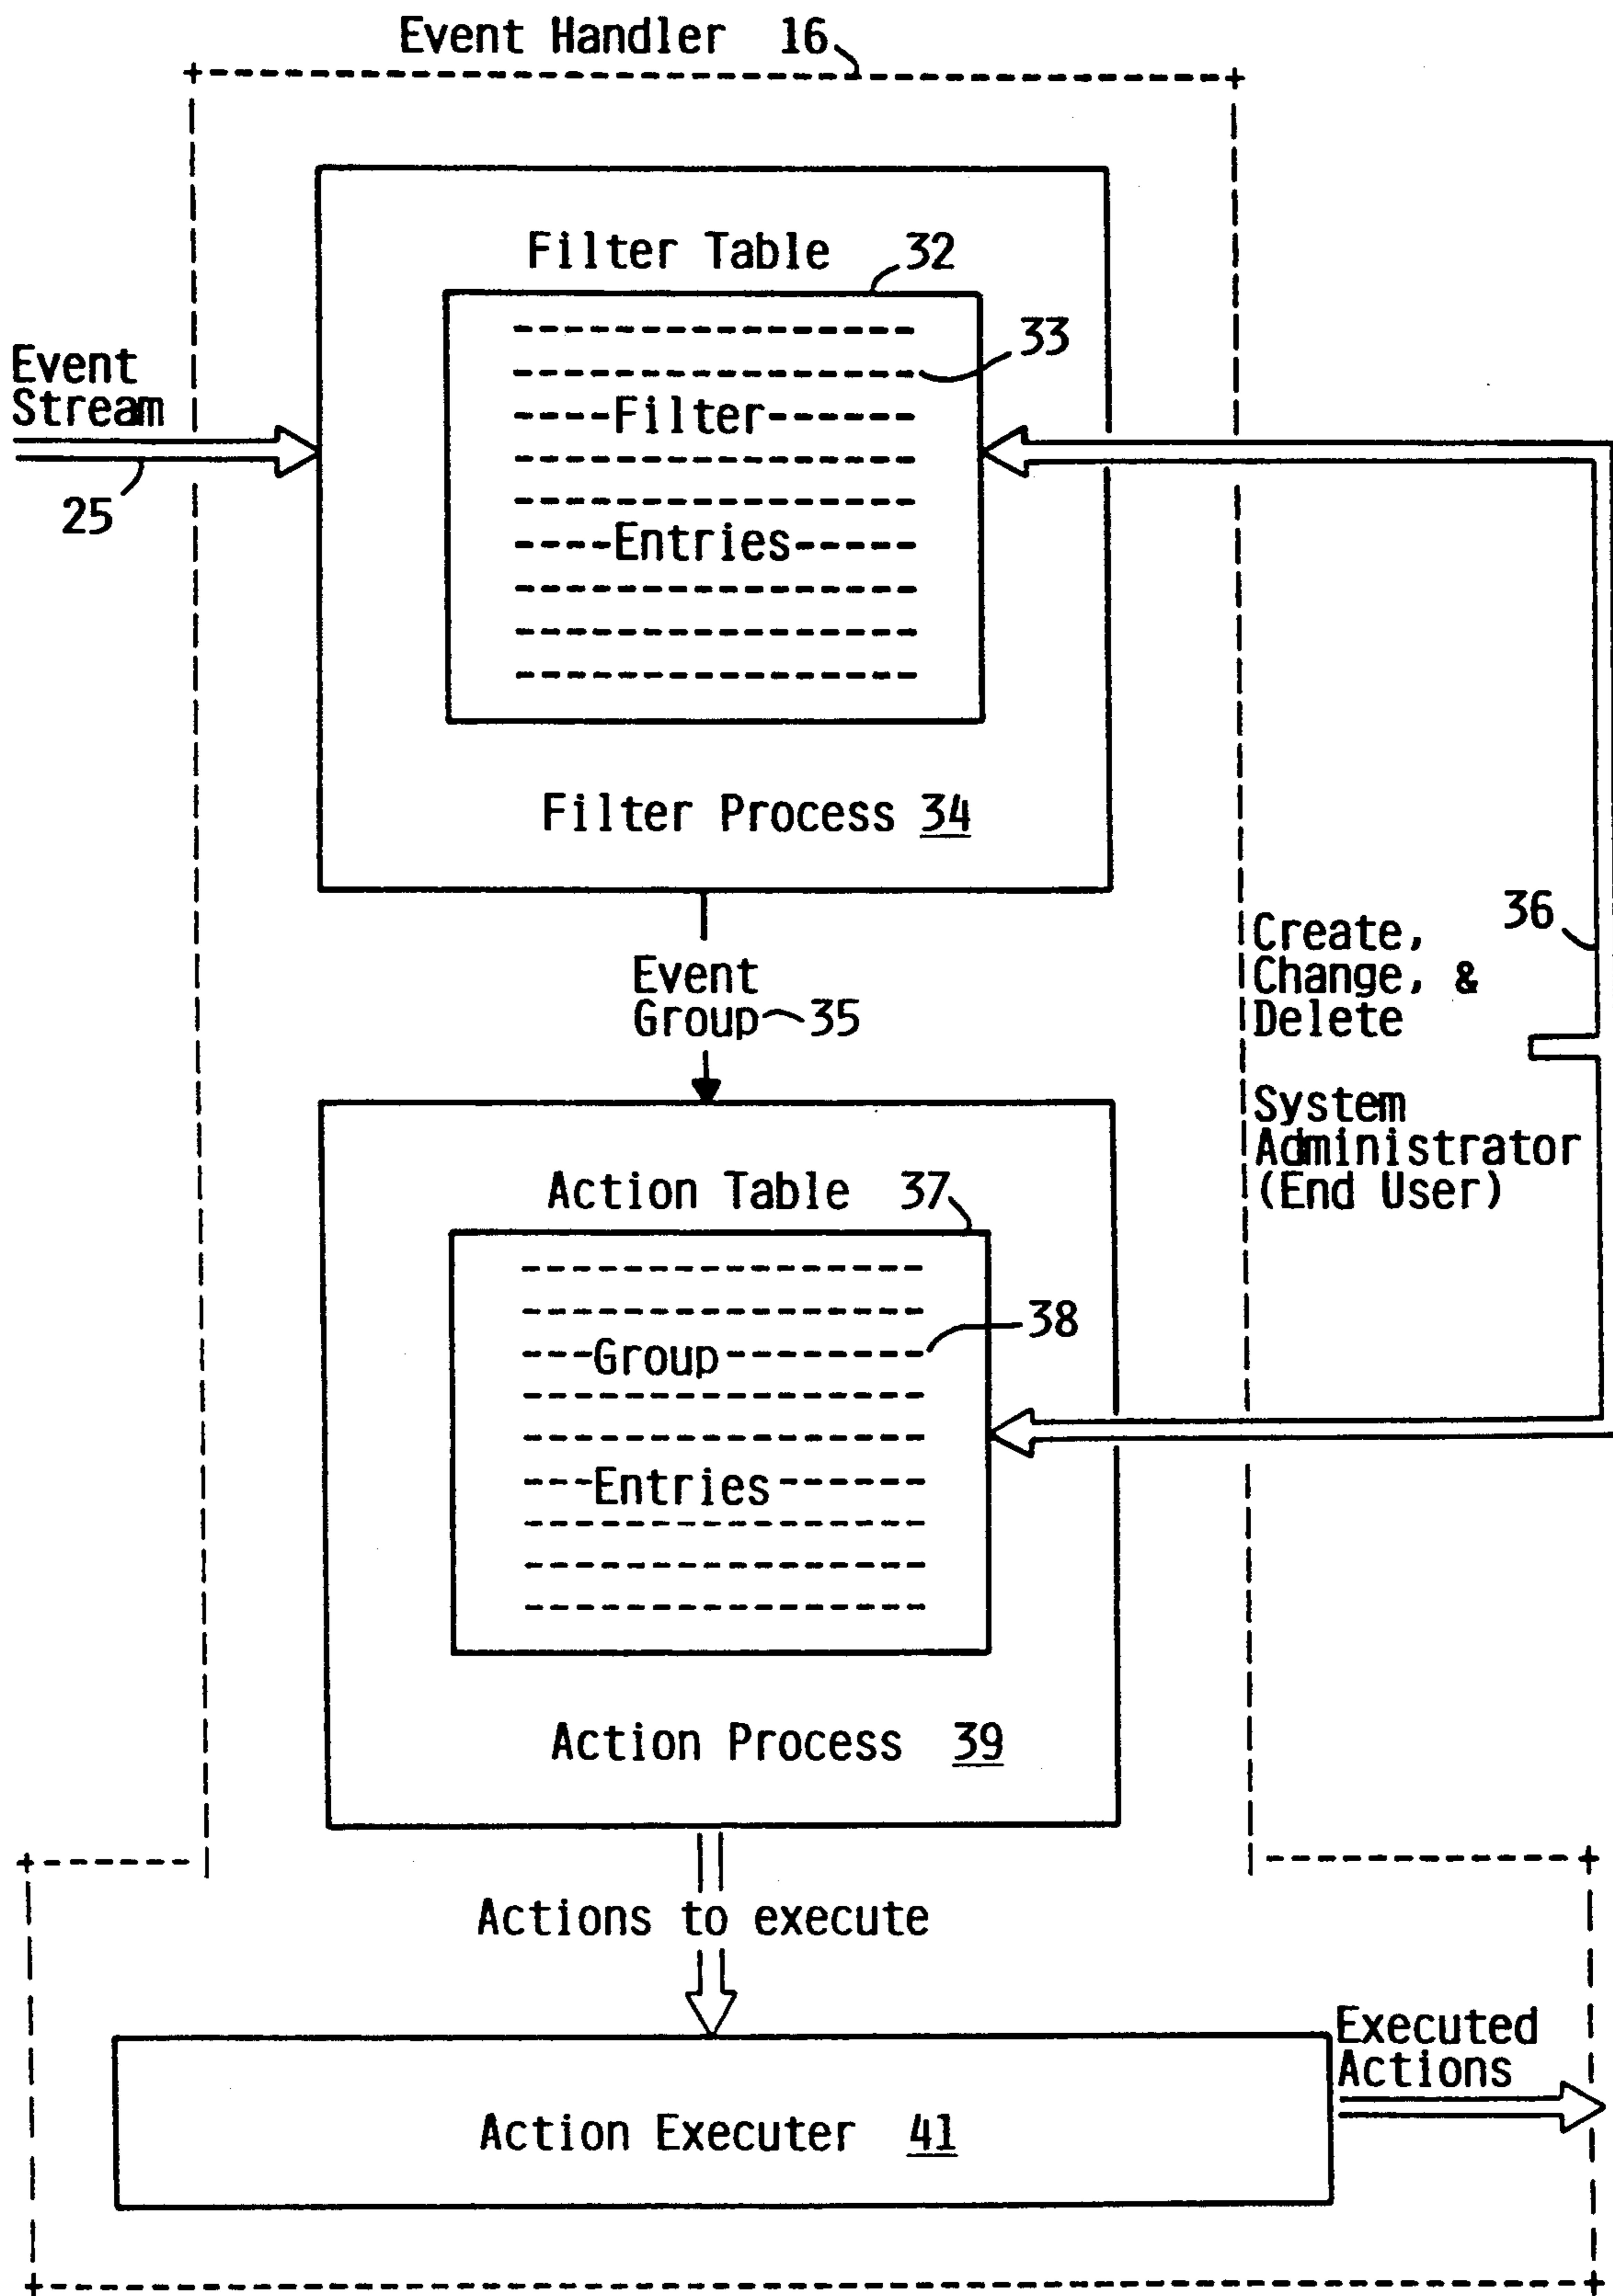 Event Handler 16
Filter Table 32
33
Event
Stream
25
Filter
Entries
Filter Process 34
Event
Group 35
Create,
Change, &
Delete
36
System
Administrator
(End User)
Action Table 37
38
Group
Entries
Action Process 39
Actions to execute
Executed
Actions
Action Executer 41